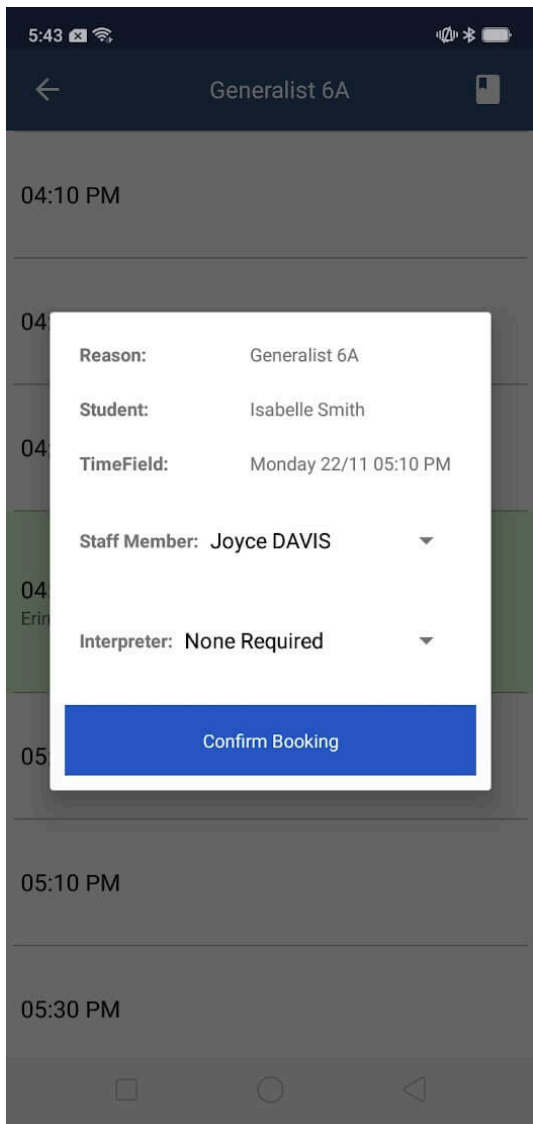 5:43
Generalist 6A
04:10 PM
04:
Reason: Generalist 6A
Student: Isabelle Smith
04:
TimeField: Monday 22/11 05:10 PM
Staff Member: Joyce DAVIS
04:
Erin
Interpreter: None Required
Confirm Booking
05:
05:10 PM
05:30 PM